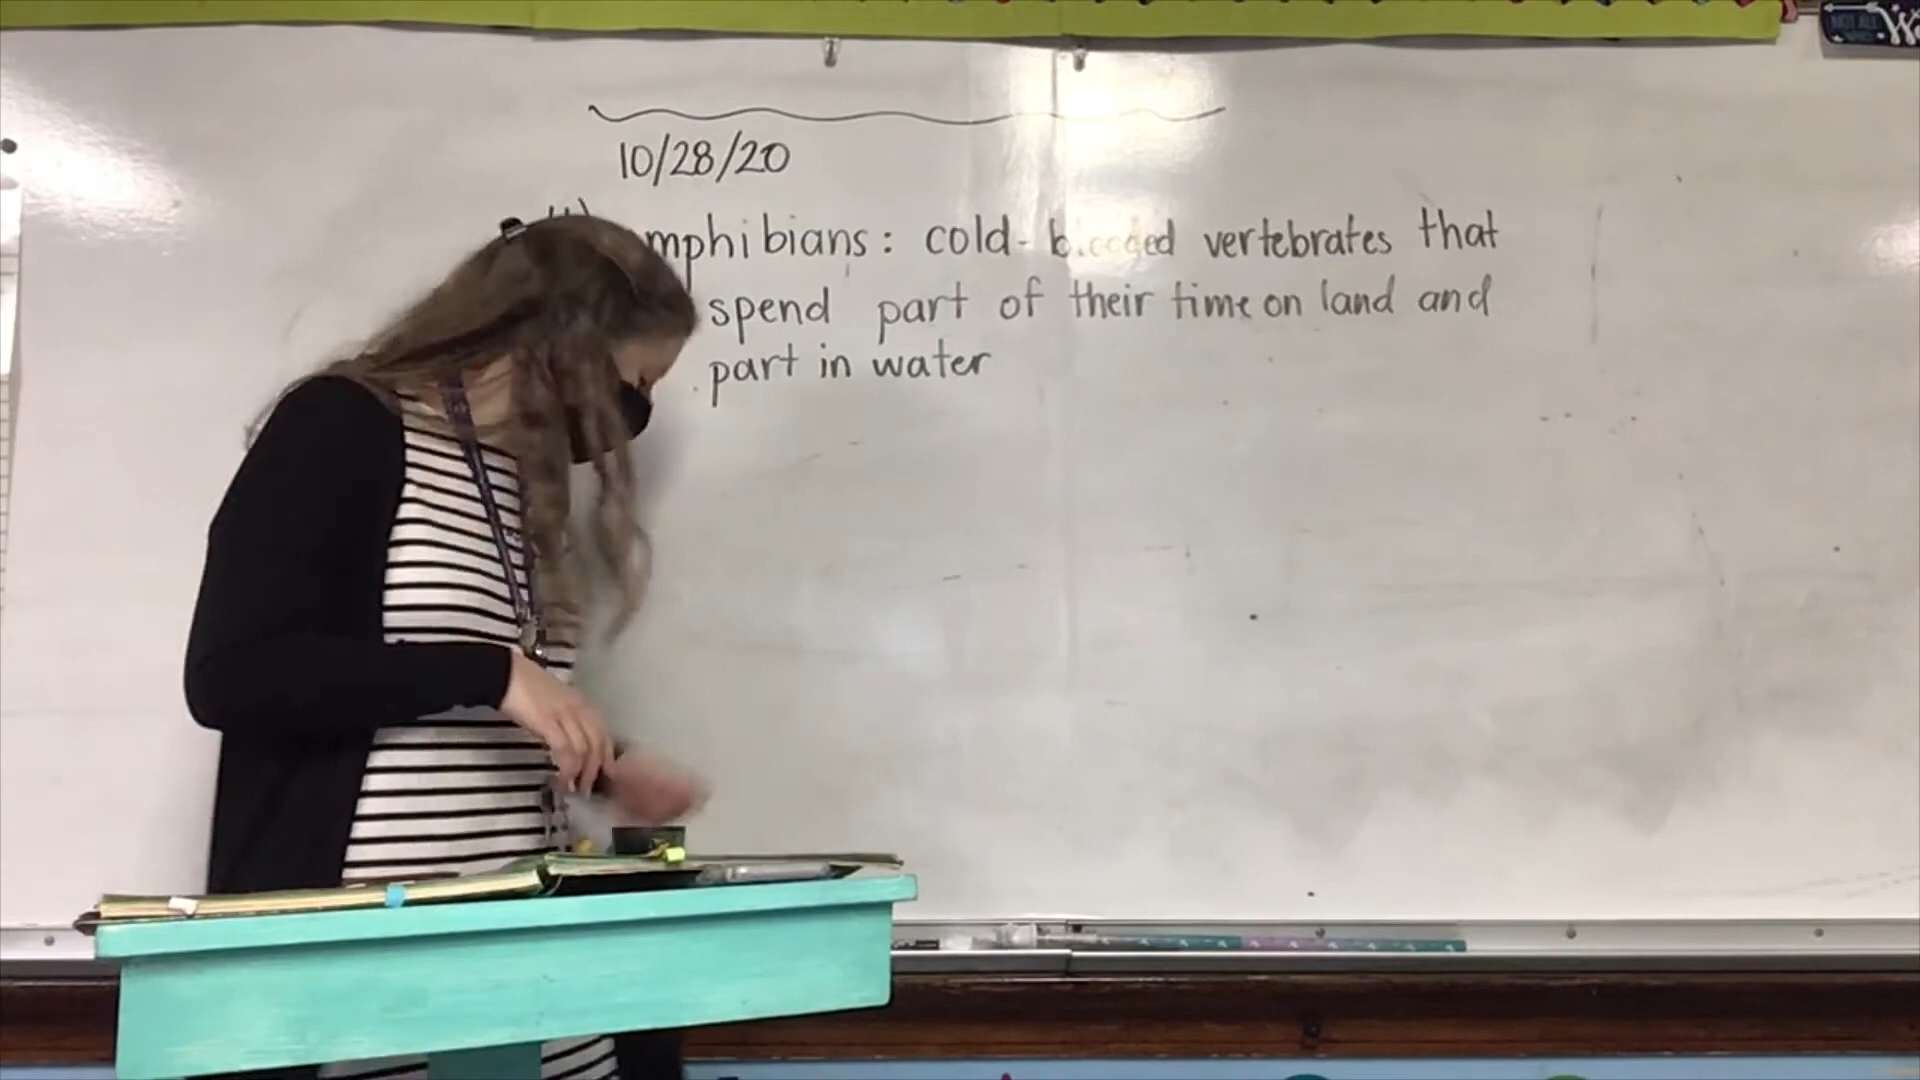 10/28/20
mphibians: cold-blooded vertebrates that
spend part of their time on land and
part in water